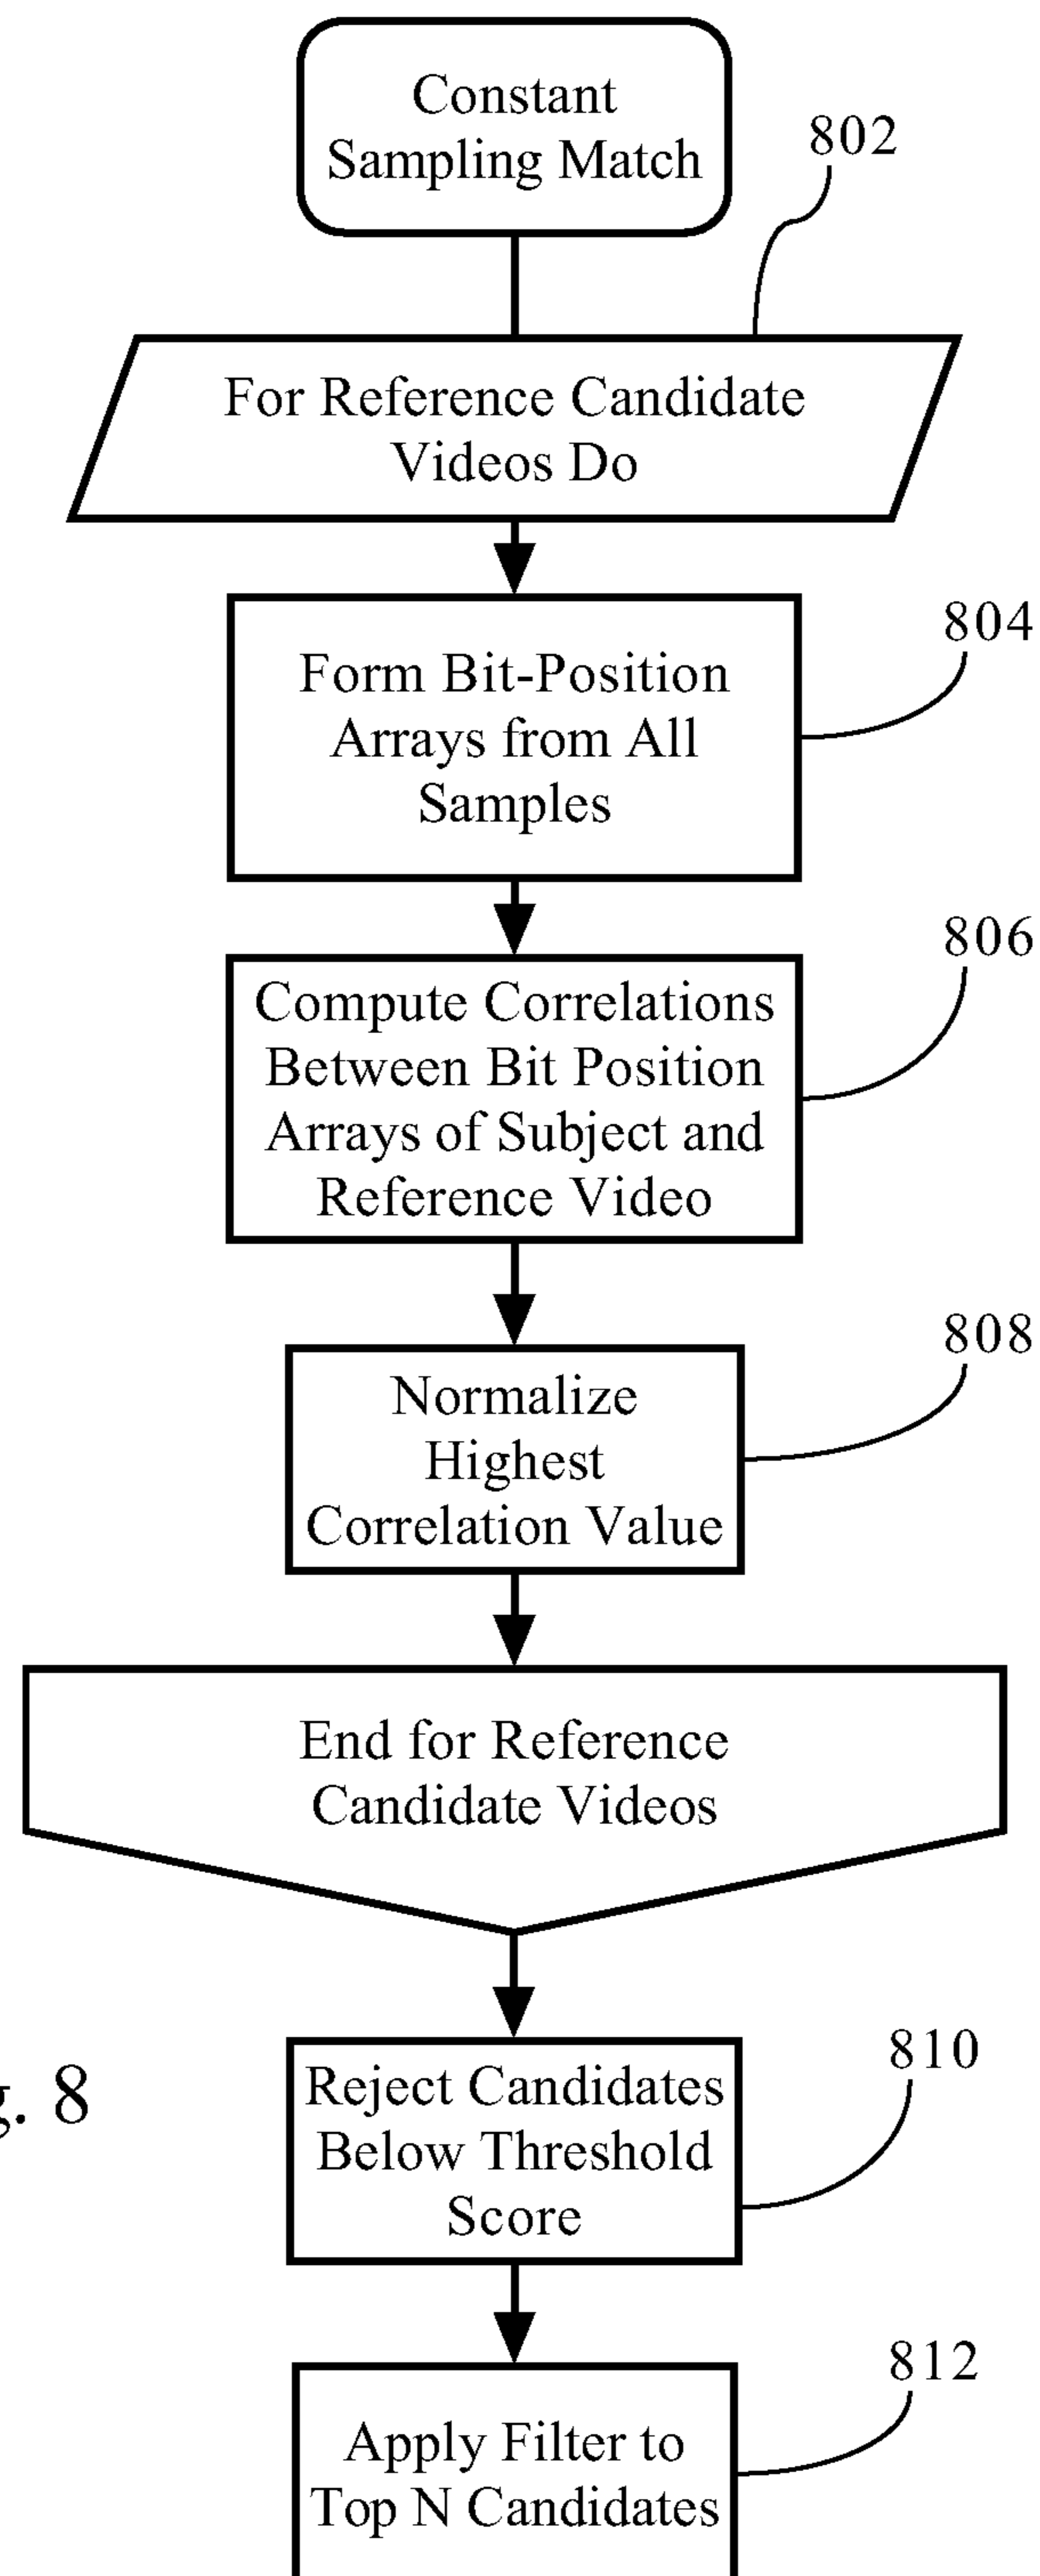 Constant
Sampling Match
802
For Reference Candidate
Videos Do
804
Form Bit-Position
Arrays from All
Samples
806
Compute Correlations
Between Bit Position
Arrays of Subject and
Reference Video
808
Normalize
Highest
Correlation Value
End for Reference
Candidate Videos
810
Reject Candidates
Below Threshold
Score
g. 8
812
Apply Filter to
Top N Candidates